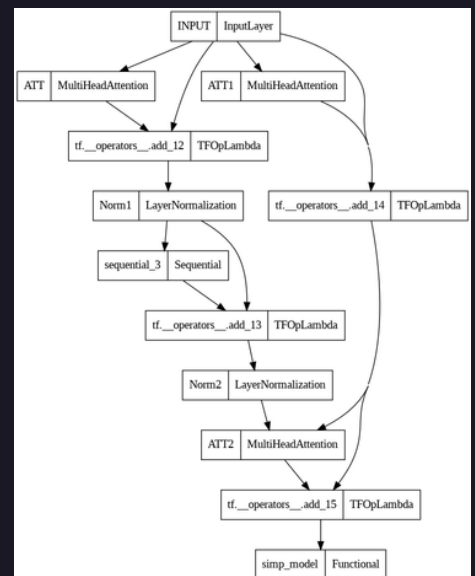 INPUT InputLayer
ATT MultiHeadAttention
ATT1 MultiHeadAttention
tf.__operators__.add_12 TFOpLambda
Norm1 LayerNormalization
tf.__operators__.add_14 TFOpLambda
sequential_3 Sequential
tf.__operators__.add_13 TFOpLambda
Norm2 LayerNormalization
ATT2 MultiHeadAttention
tf.__operators__.add_15 TFOpLambda
simp_model Functional